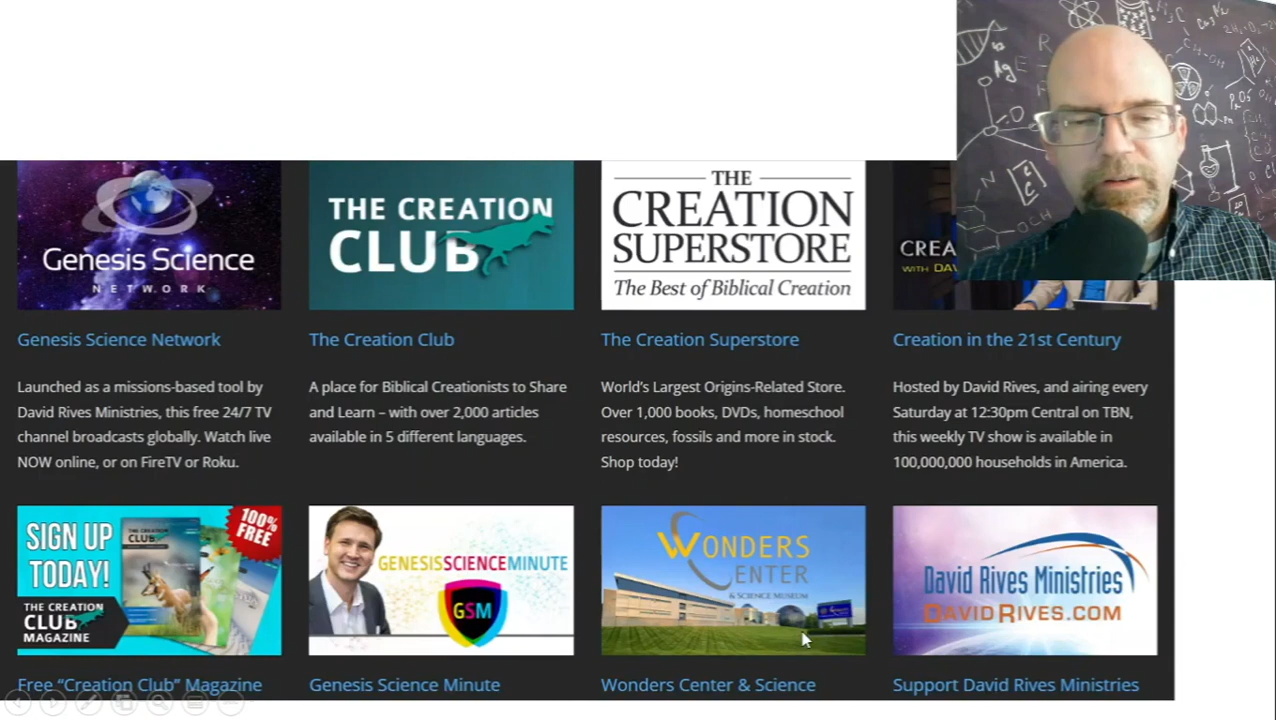 Genesis Science
NETWORK
THE CREATION
CLUB
THE
CREATION
SUPERSTORE
The Best of Biblical Creation
Genesis Science Network
The Creation Club
The Creation Superstore
Creation in the 21st Century
Launched as a missions-based tool by
David Rives Ministries, this free 24/7 TV
channel broadcasts globally. Watch live
NOW online, or on FireTV or Roku.
A place for Biblical Creationists to Share
and Learn – with over 2,000 articles
available in 5 different languages.
World's Largest Origins-Related Store.
Over 1,000 books, DVDs, homeschool
resources, fossils and more in stock.
Shop today!
Hosted by David Rives, and airing every
Saturday at 12:30pm Central on TBN,
this weekly TV show is available in
100,000,000 households in America.
SIGN UP
TODAY!
100%
FREE
THE CREATION
CLUB
MAGAZINE
GENESISSCIENCEMINUTE
GSM
WONDERS
CENTER
& SCIENCE MUSEUM
David Rives Ministries
DAVIDRIVES.COM
Free “Creation Club” Magazine
Genesis Science Minute
Wonders Center & Science
Support David Rives Ministries